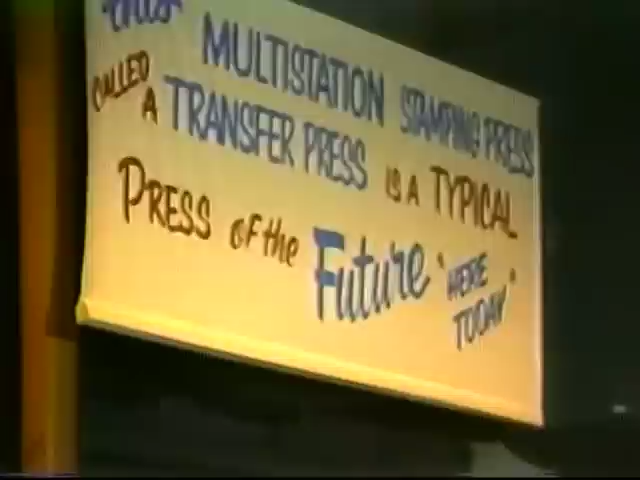 this
MULTISTATION STAMPING PRESS
CALLED
A TRANSFER PRESS IS A TYPICAL
PRESS of the Future "HERE
TODAY"